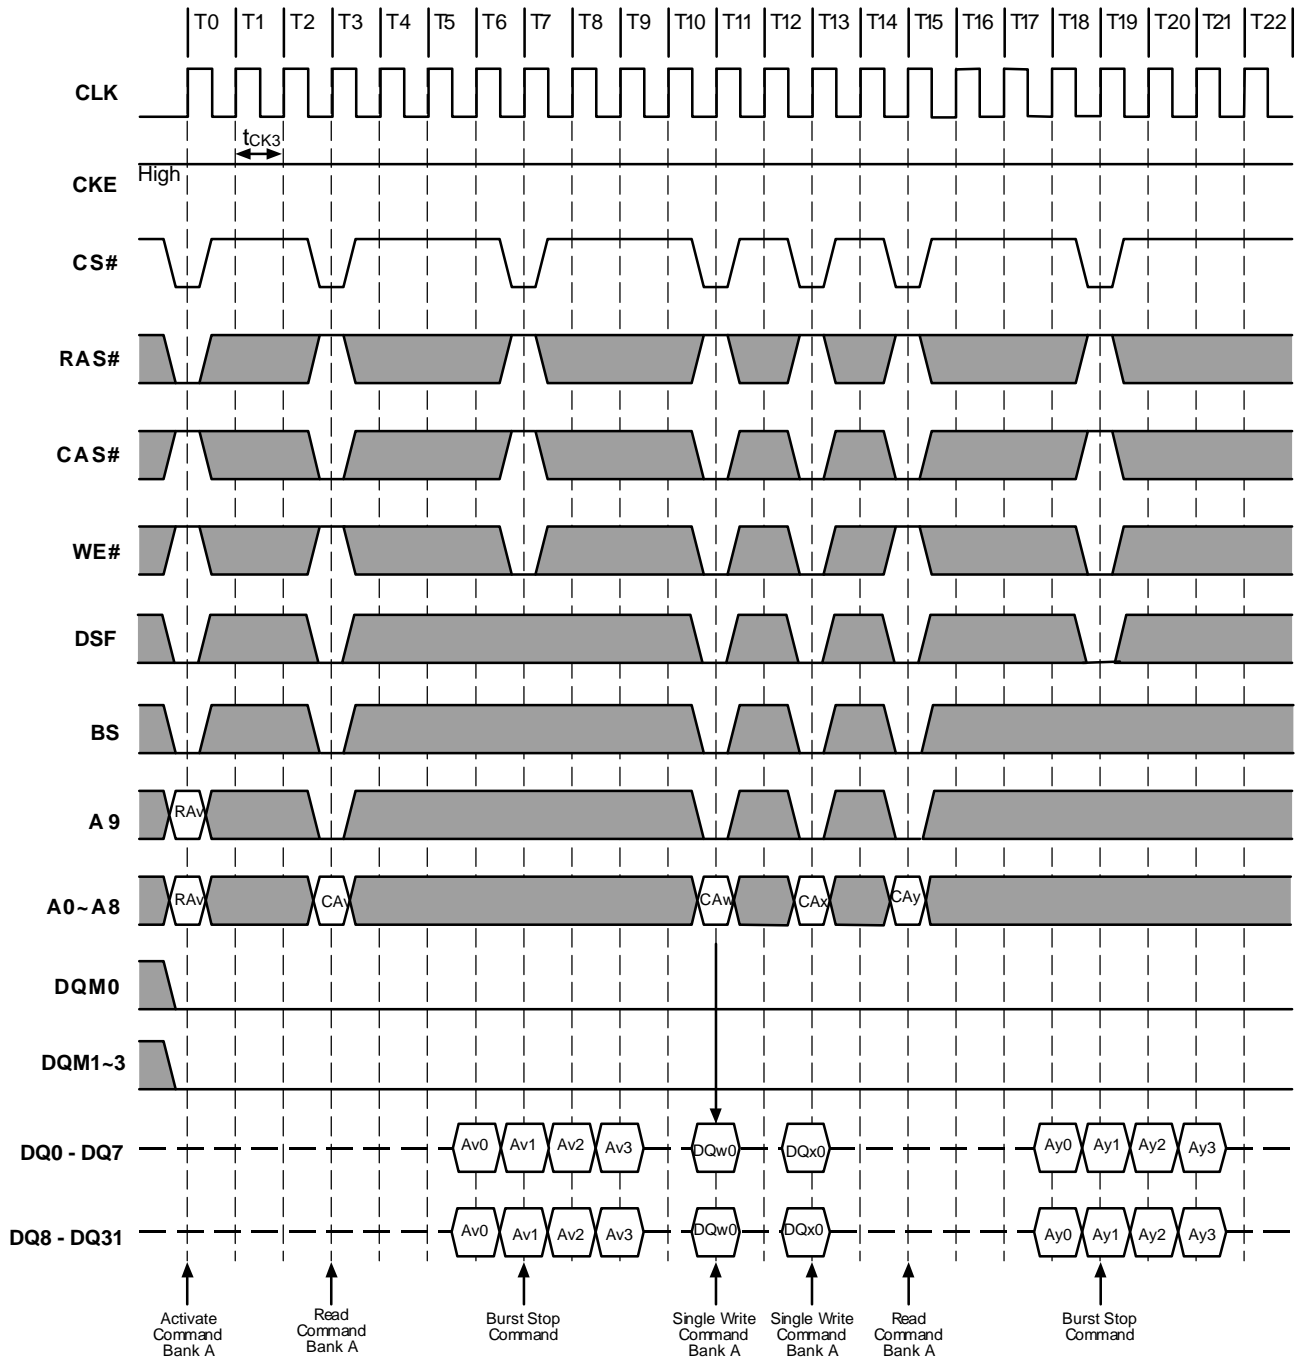 T0 T1 T2 T3 T4 T5 T6 T7 T8 T9 T10 T11 T12 T13 T14 T15 T16 T17 T18 T19 T20 T21 T22
CLK
tCK3
High
CKE
CS#
RAS#
CAS#
WE#
DSF
BS
A9 RAv
A0~A8 RAv CAv CAw CAx CAy
DQM0
DQM1~3
DQ0 - DQ7 Av0 Av1 Av2 Av3 DQw0 DQx0 Ay0 Ay1 Ay2 Ay3
DQ8 - DQ31 Av0 Av1 Av2 Av3 DQw0 DQx0 Ay0 Ay1 Ay2 Ay3
Activate
Command
Bank A
Read
Command
Bank A
Burst Stop
Command
Single Write
Command
Bank A
Single Write
Command
Bank A
Read
Command
Bank A
Burst Stop
Command